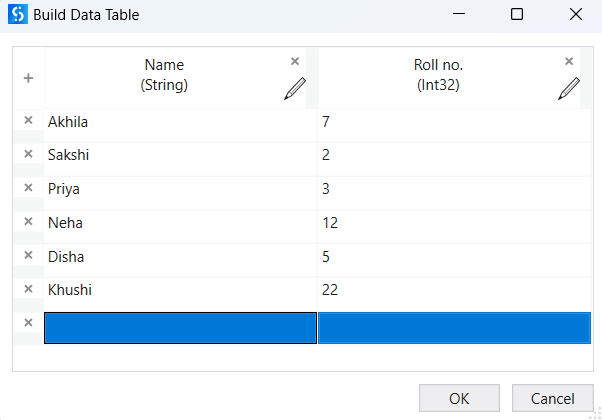 Build Data Table
Name Roll no.
(String) (Int32)
Akhila 7
Sakshi 2
Priya 3
Neha 12
Disha 5
Khushi 22
OK Cancel